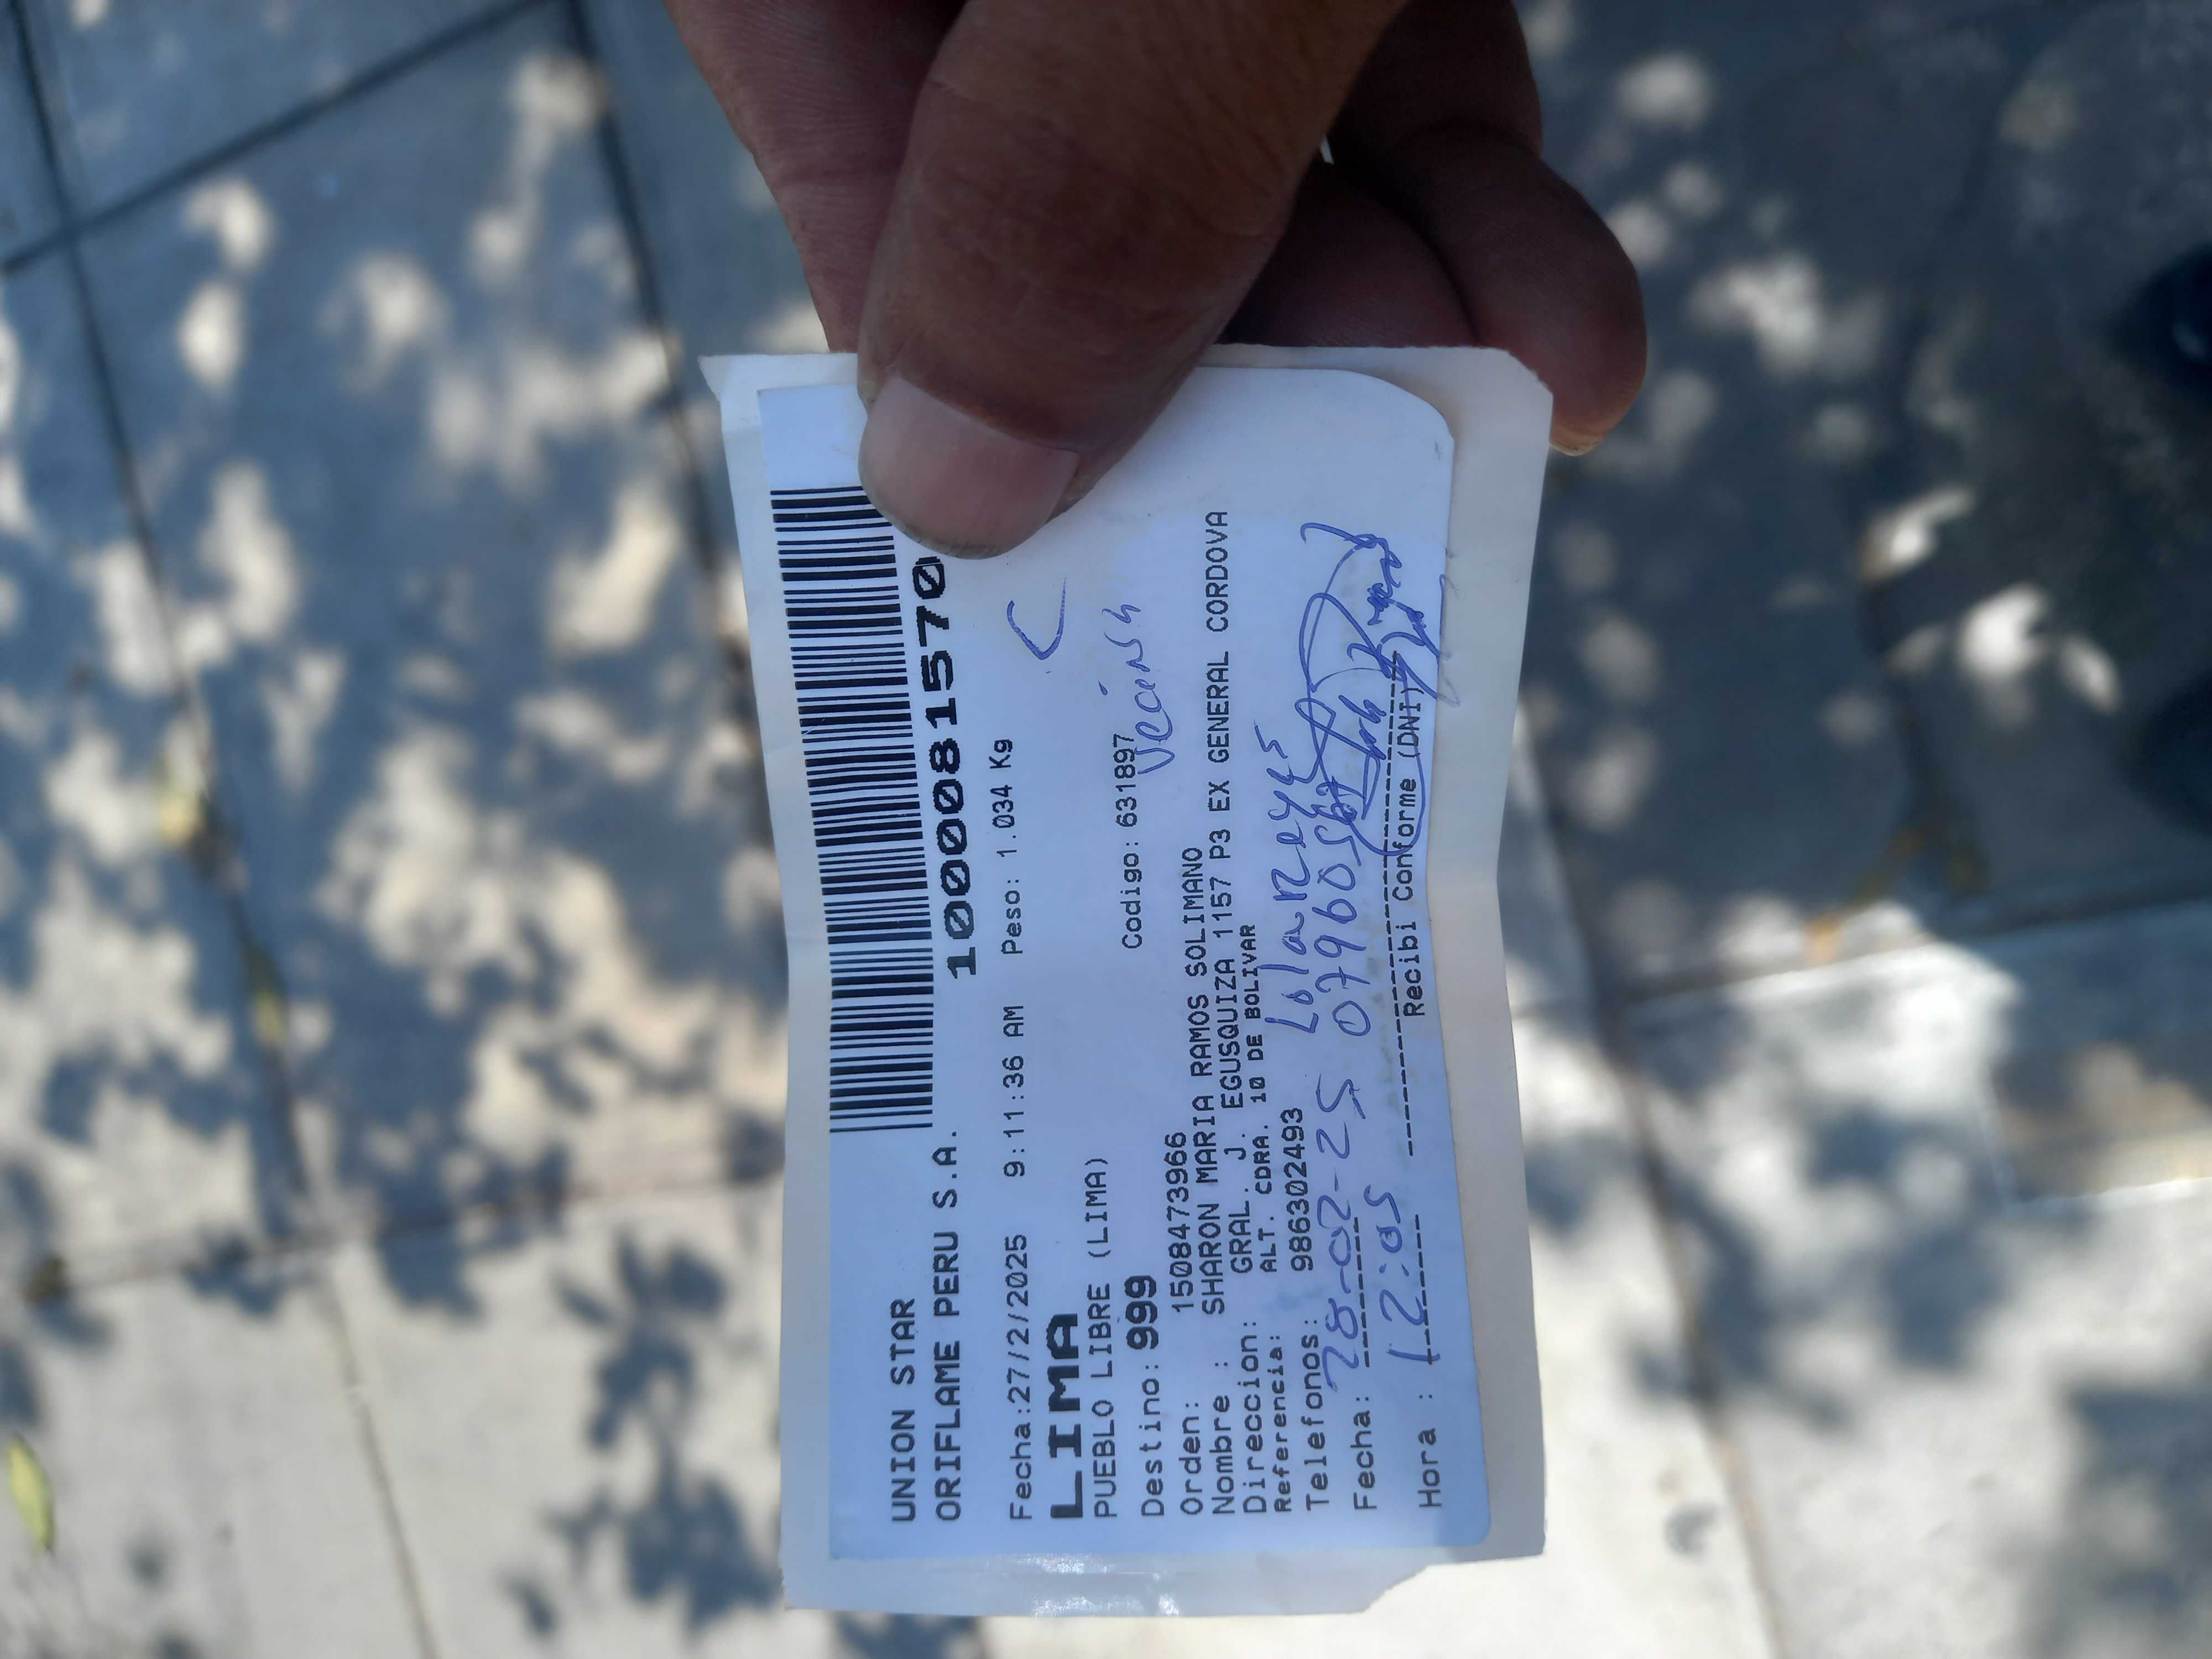 UNION STAR
ORIFLAME PERU S.A.
1000081570
Fecha:27/2/2025 9:11:36 AM Peso: 1.034 Kg
LIMA
PUEBLO LIBRE (LIMA)
Destino: 999 Codigo: 631897
Vecina
Orden: 1508473966
Nombre : SHARON MARIA RAMOS SOLIMANO
Direccion: GRAL. J. EGUSQUIZA 1157 P3 EX GENERAL CORDOVA
Referencia: ALT. CDRA. 10 DE BOLIVAR
Telefonos: 986302493
Lola Reyes
Fecha: 28-02-25
Hora : 12:05
Recibi Conforme (DNI)